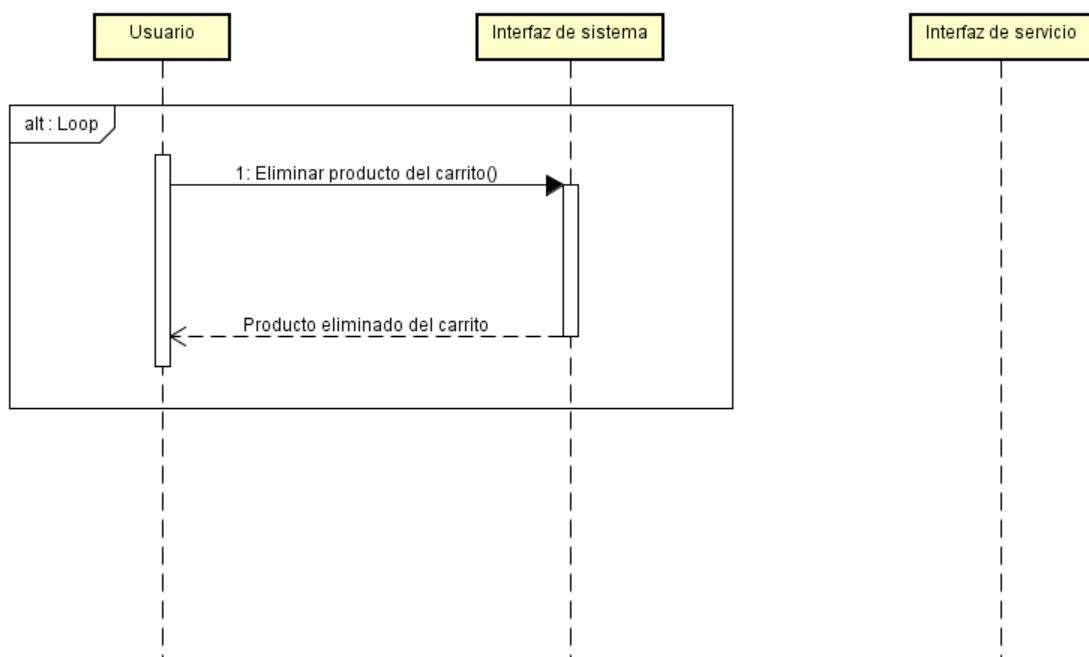 Usuario
Interfaz de sistema
Interfaz de servicio
alt : Loop
1: Eliminar producto del carrito()
Producto eliminado del carrito